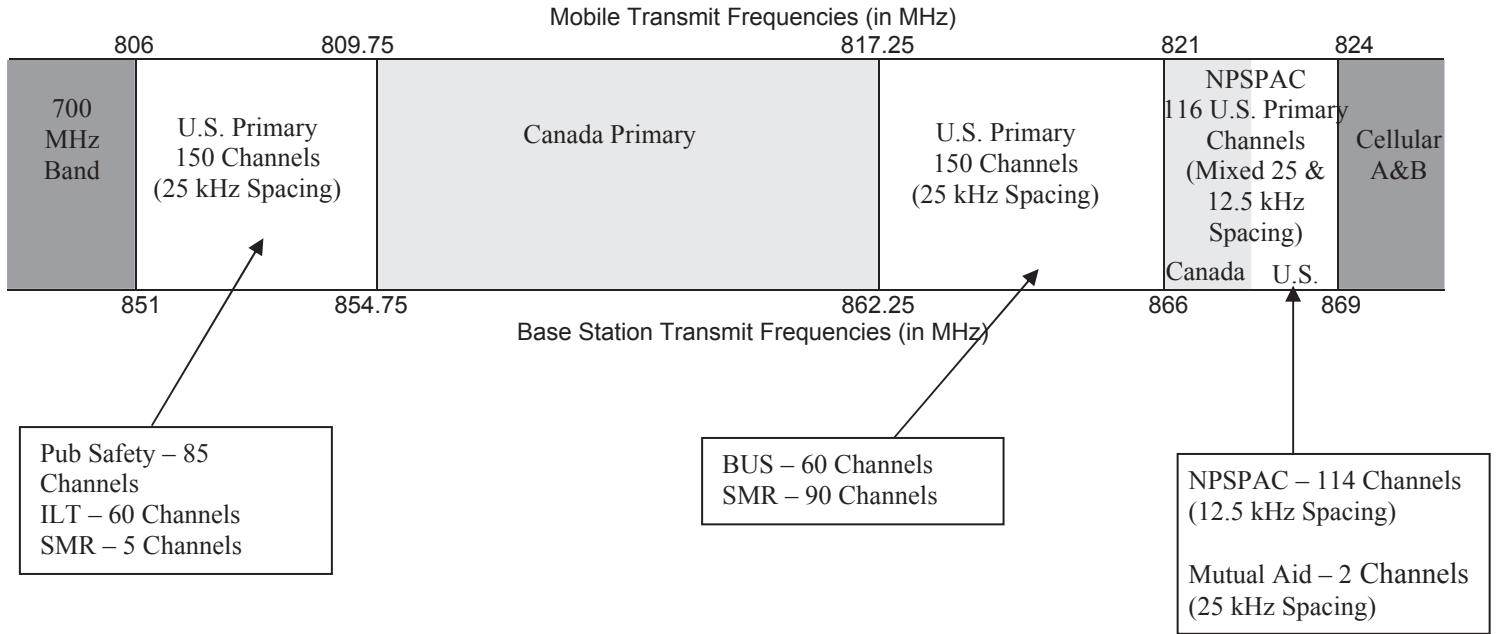 Mobile Transmit Frequencies (in MHz)
806
809.75
817.25
821
824
700
MHz
Band
U.S. Primary
150 Channels
(25 kHz Spacing)
Canada Primary
U.S. Primary
150 Channels
(25 kHz Spacing)
NPSPAC
116 U.S. Primary
Channels
(Mixed 25 &
12.5 kHz
Spacing)
Canada
U.S.
Cellular
A&B
851
854.75
862.25
866
869
Base Station Transmit Frequencies (in MHz)
Pub Safety – 85
Channels
ILT – 60 Channels
SMR – 5 Channels
BUS – 60 Channels
SMR – 90 Channels
NPSPAC – 114 Channels
(12.5 kHz Spacing)
Mutual Aid – 2 Channels
(25 kHz Spacing)